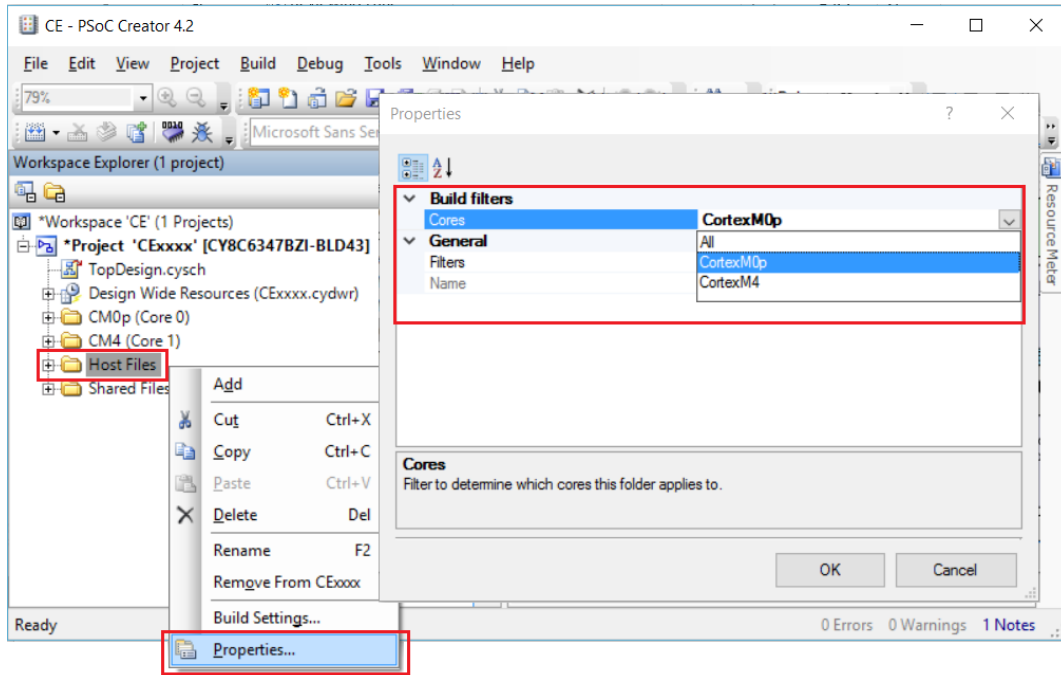 CE - PSoC Creator 4.2
File Edit View Project Build Debug Tools Window Help
79%
Microsoft Sans Ser
Workspace Explorer (1 project)
*Workspace 'CE' (1 Projects)
*Project 'CExxxx' [CY8C6347BZI-BLD43]
TopDesign.cysch
Design Wide Resources (CExxxx.cydwr)
CM0p (Core 0)
CM4 (Core 1)
Host Files
Shared Files
Add
Cut Ctrl+X
Copy Ctrl+C
Paste Ctrl+V
Delete Del
Rename F2
Remove From CExxxx
Build Settings...
Properties...
Properties
?
Build filters
Cores CortexM0p
General
Filters
Name
All
CortexM0p
CortexM4
Cores
Filter to determine which cores this folder applies to.
OK Cancel
Resource Meter
Ready
0 Errors 0 Warnings 1 Notes